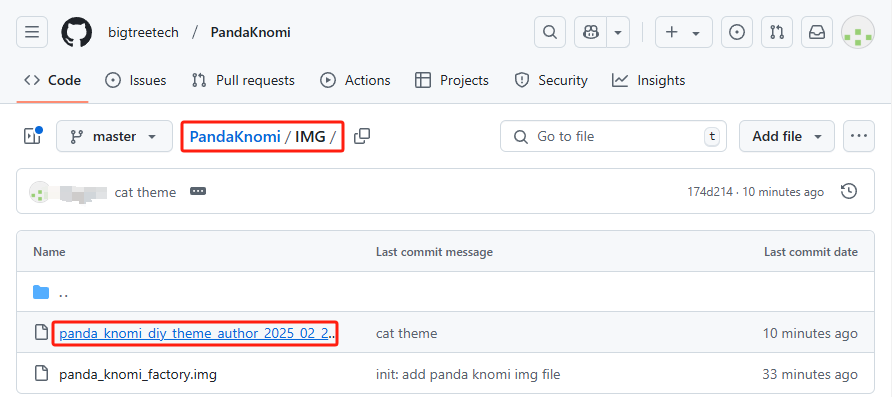 bigtreetech / PandaKnomi
Code Issues Pull requests Actions Projects Security Insights
master PandaKnomi / IMG / Go to file t Add file
cat theme 174d214 · 10 minutes ago
Name Last commit message Last commit date
..
panda_knomi_diy_theme_author_2025_02_2.. cat theme 10 minutes ago
panda_knomi_factory.img init: add panda knomi img file 33 minutes ago